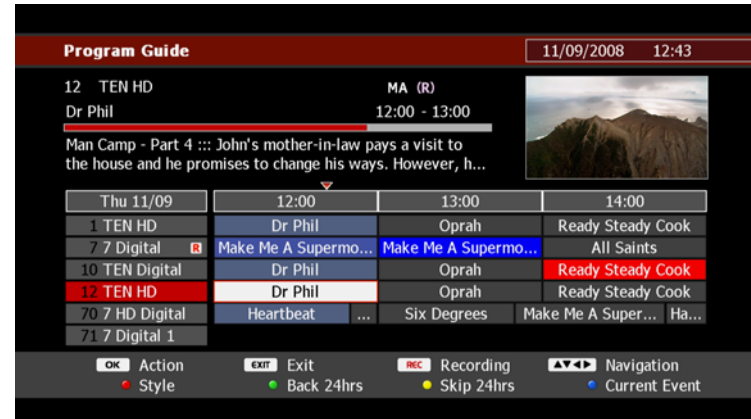 Program Guide 11/09/2008 12:43
12 TEN HD MA (R)
Dr Phil 12:00 - 13:00
Man Camp - Part 4 ::: John's mother-in-law pays a visit to
the house and he promises to change his ways. However, h...
Thu 11/09 12:00 13:00 14:00
1 TEN HD Dr Phil Oprah Ready Steady Cook
7 7 Digital R Make Me A Supermo... Make Me A Supermo... All Saints
10 TEN Digital Dr Phil Oprah Ready Steady Cook
12 TEN HD Dr Phil Oprah Ready Steady Cook
70 7 HD Digital Heartbeat ... Six Degrees Make Me A Super... Ha...
71 7 Digital 1
OK Action EXIT Exit REC Recording Navigation
Style Back 24hrs Skip 24hrs Current Event